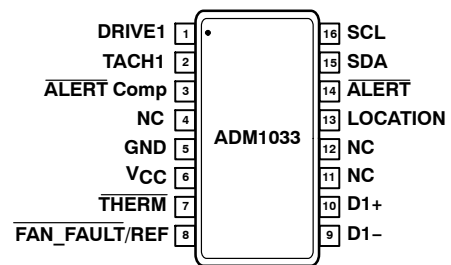 DRIVE1 1 16 SCL
TACH1 2 15 SDA
ALERT Comp 3 14 ALERT
NC 4 13 LOCATION
GND 5 ADM1033 12 NC
VCC 6 11 NC
THERM 7 10 D1+
FAN_FAULT/REF 8 9 D1−